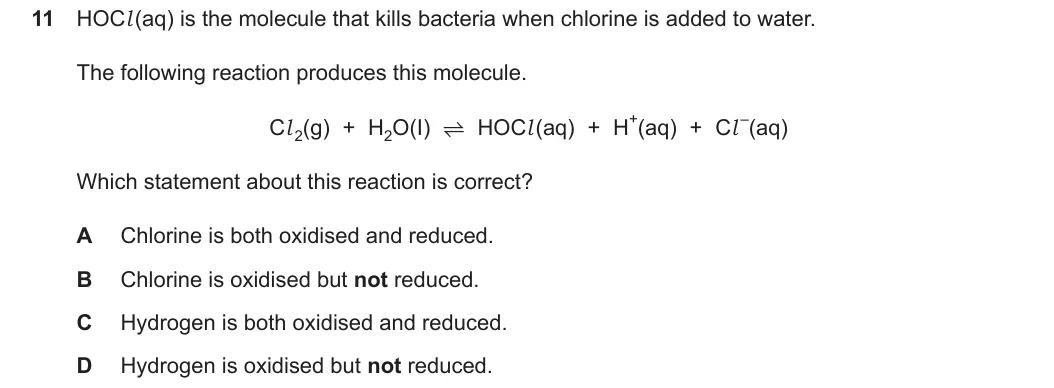 11 HOCl(aq) is the molecule that kills bacteria when chlorine is added to water.
The following reaction produces this molecule.
Cl₂(g) + H₂O(l) ⇌ HOCl(aq) + H⁺(aq) + Cl⁻(aq)
Which statement about this reaction is correct?
A Chlorine is both oxidised and reduced.
B Chlorine is oxidised but not reduced.
C Hydrogen is both oxidised and reduced.
D Hydrogen is oxidised but not reduced.